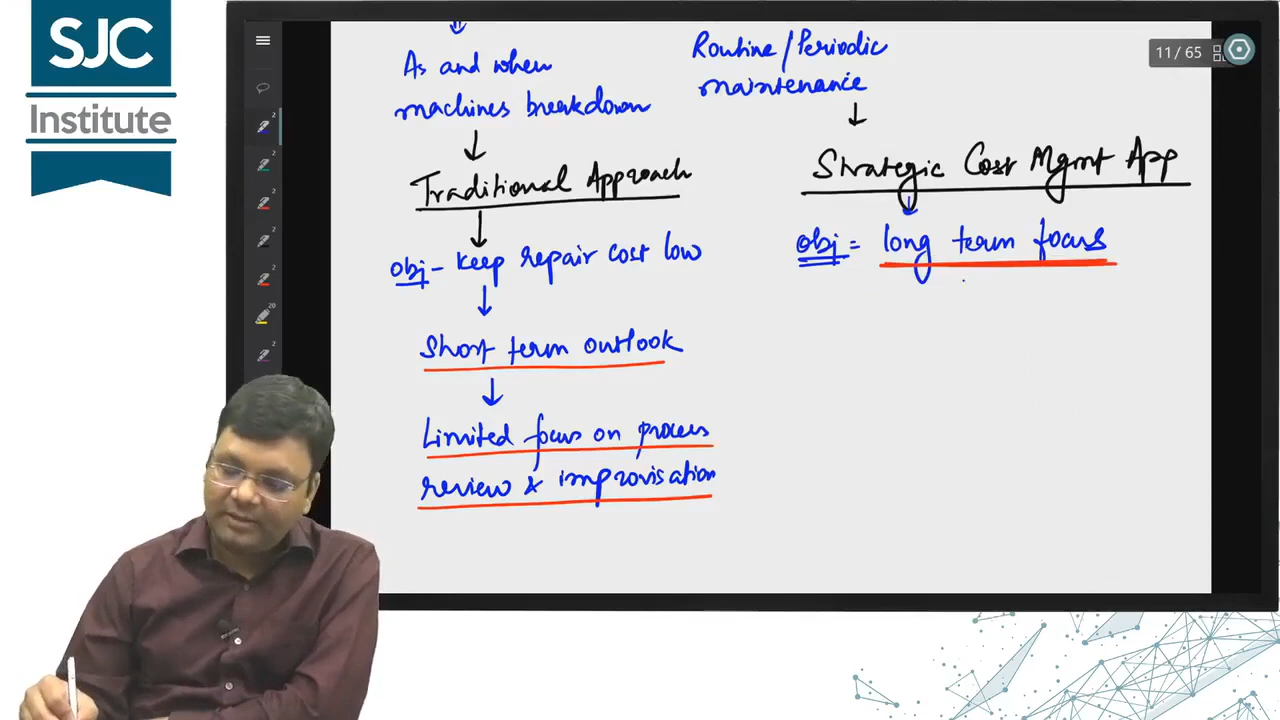 SJC
Institute
11 / 65
As and when
machines breakdown
Traditional Approach
obj - keep repair cost low
Short term outlook
Limited focus on process
review & improvisation
Routine / Periodic
maintenance
Strategic Cost Mgmt App
obj = long term focus